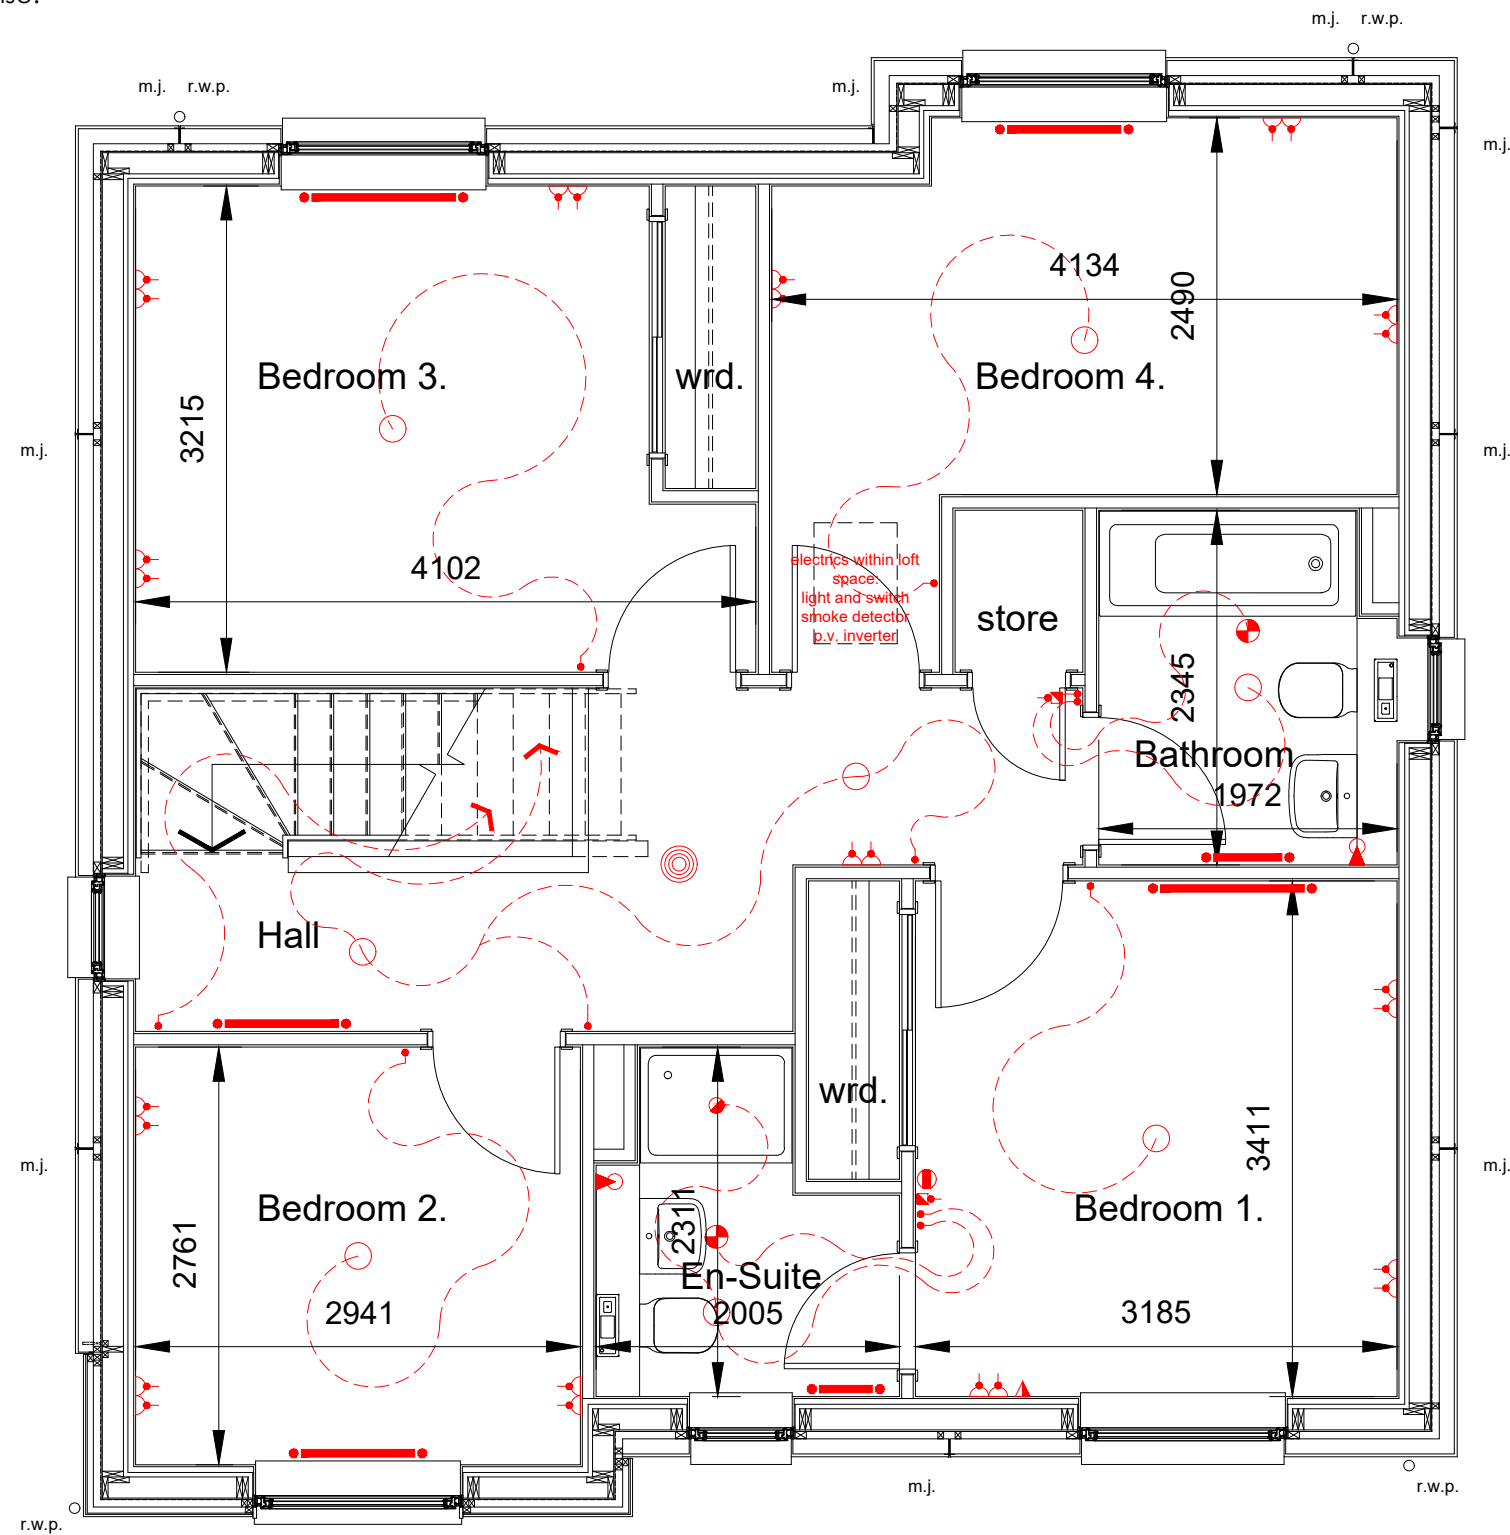 m.j. r.w.p.
m.j. r.w.p.
m.j.
m.j.
4134
2490
Bedroom 3.
wrd.
Bedroom 4.
3215
m.j.
m.j.
4102
electrics within loft
space:
light and switch
smoke detector
p.v. inverter
store
2345
Bathroom
1972
Hall
wrd.
3411
m.j.
m.j.
Bedroom 2.
2311
Bedroom 1.
2761
En-Suite
2941
2005
3185
m.j.
r.w.p.
r.w.p.